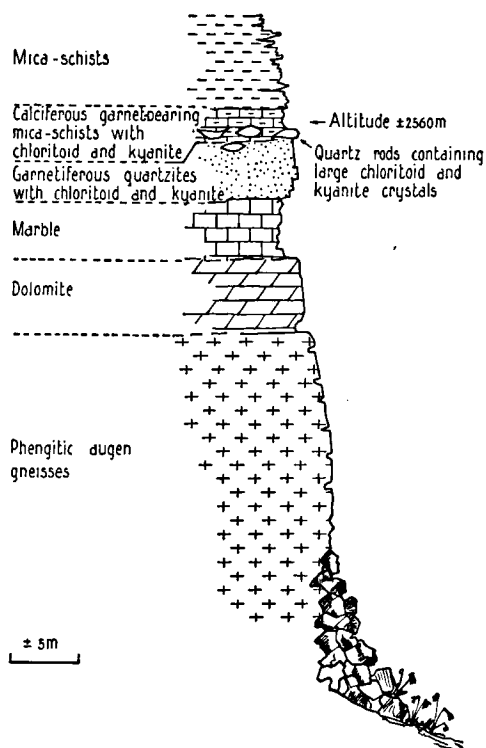 Mica-schists
Calciferous garnetbearing
mica-schists with
chloritoid and kyanite
Garnetiferous quartzites
with chloritoid and kyanite
Marble
Dolomite
Phengitic augen
gneisses
± 5m
Altitude ±2560m
Quartz rods containing
large chloritoid and
kyanite crystals